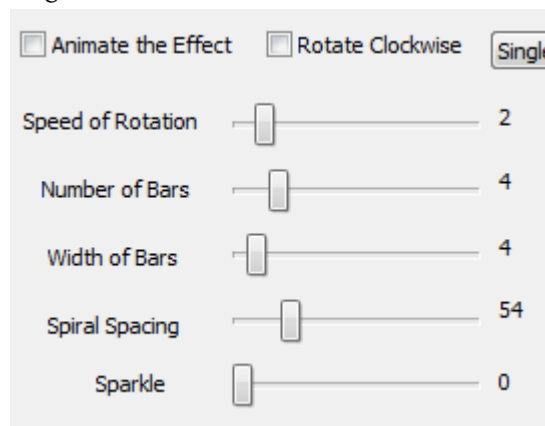 Animate the Effect Rotate Clockwise Single
Speed of Rotation 2
Number of Bars 4
Width of Bars 4
Spiral Spacing 54
Sparkle 0